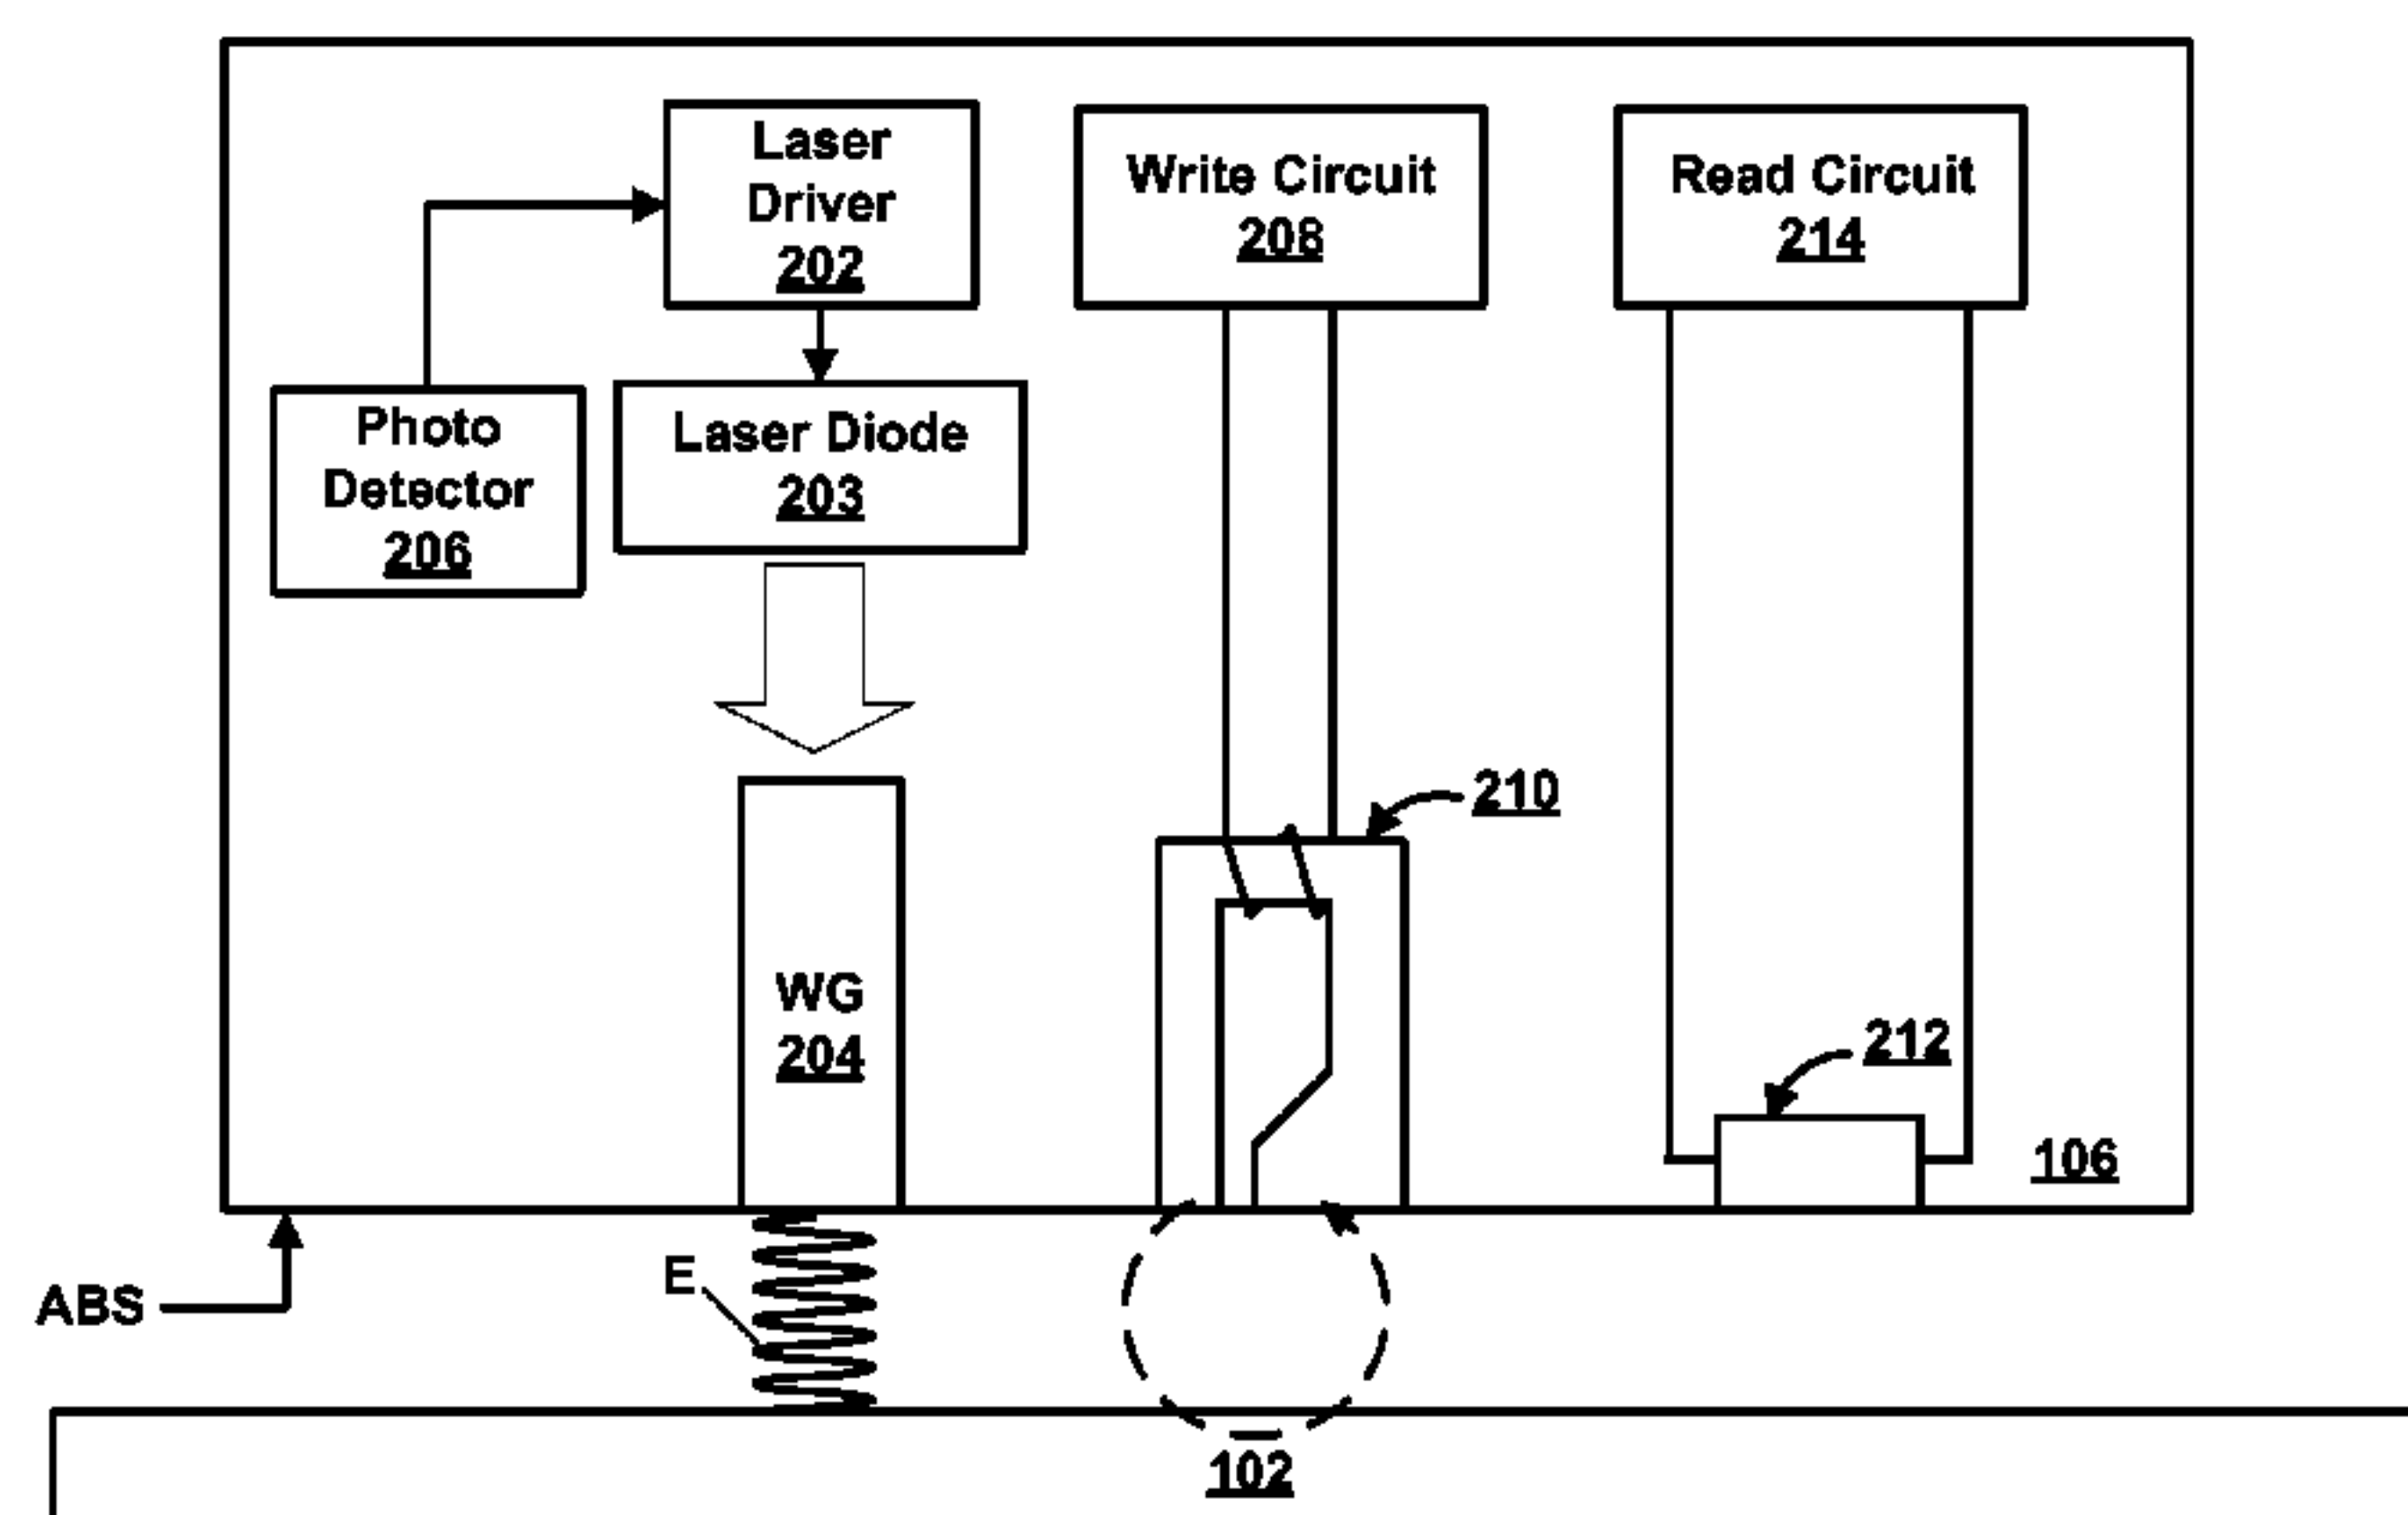 Laser
Driver
202
Write Circuit
208
Read Circuit
214
Photo
Detector
206
Laser Diode
203
210
WG
204
212
106
E
ABS
102